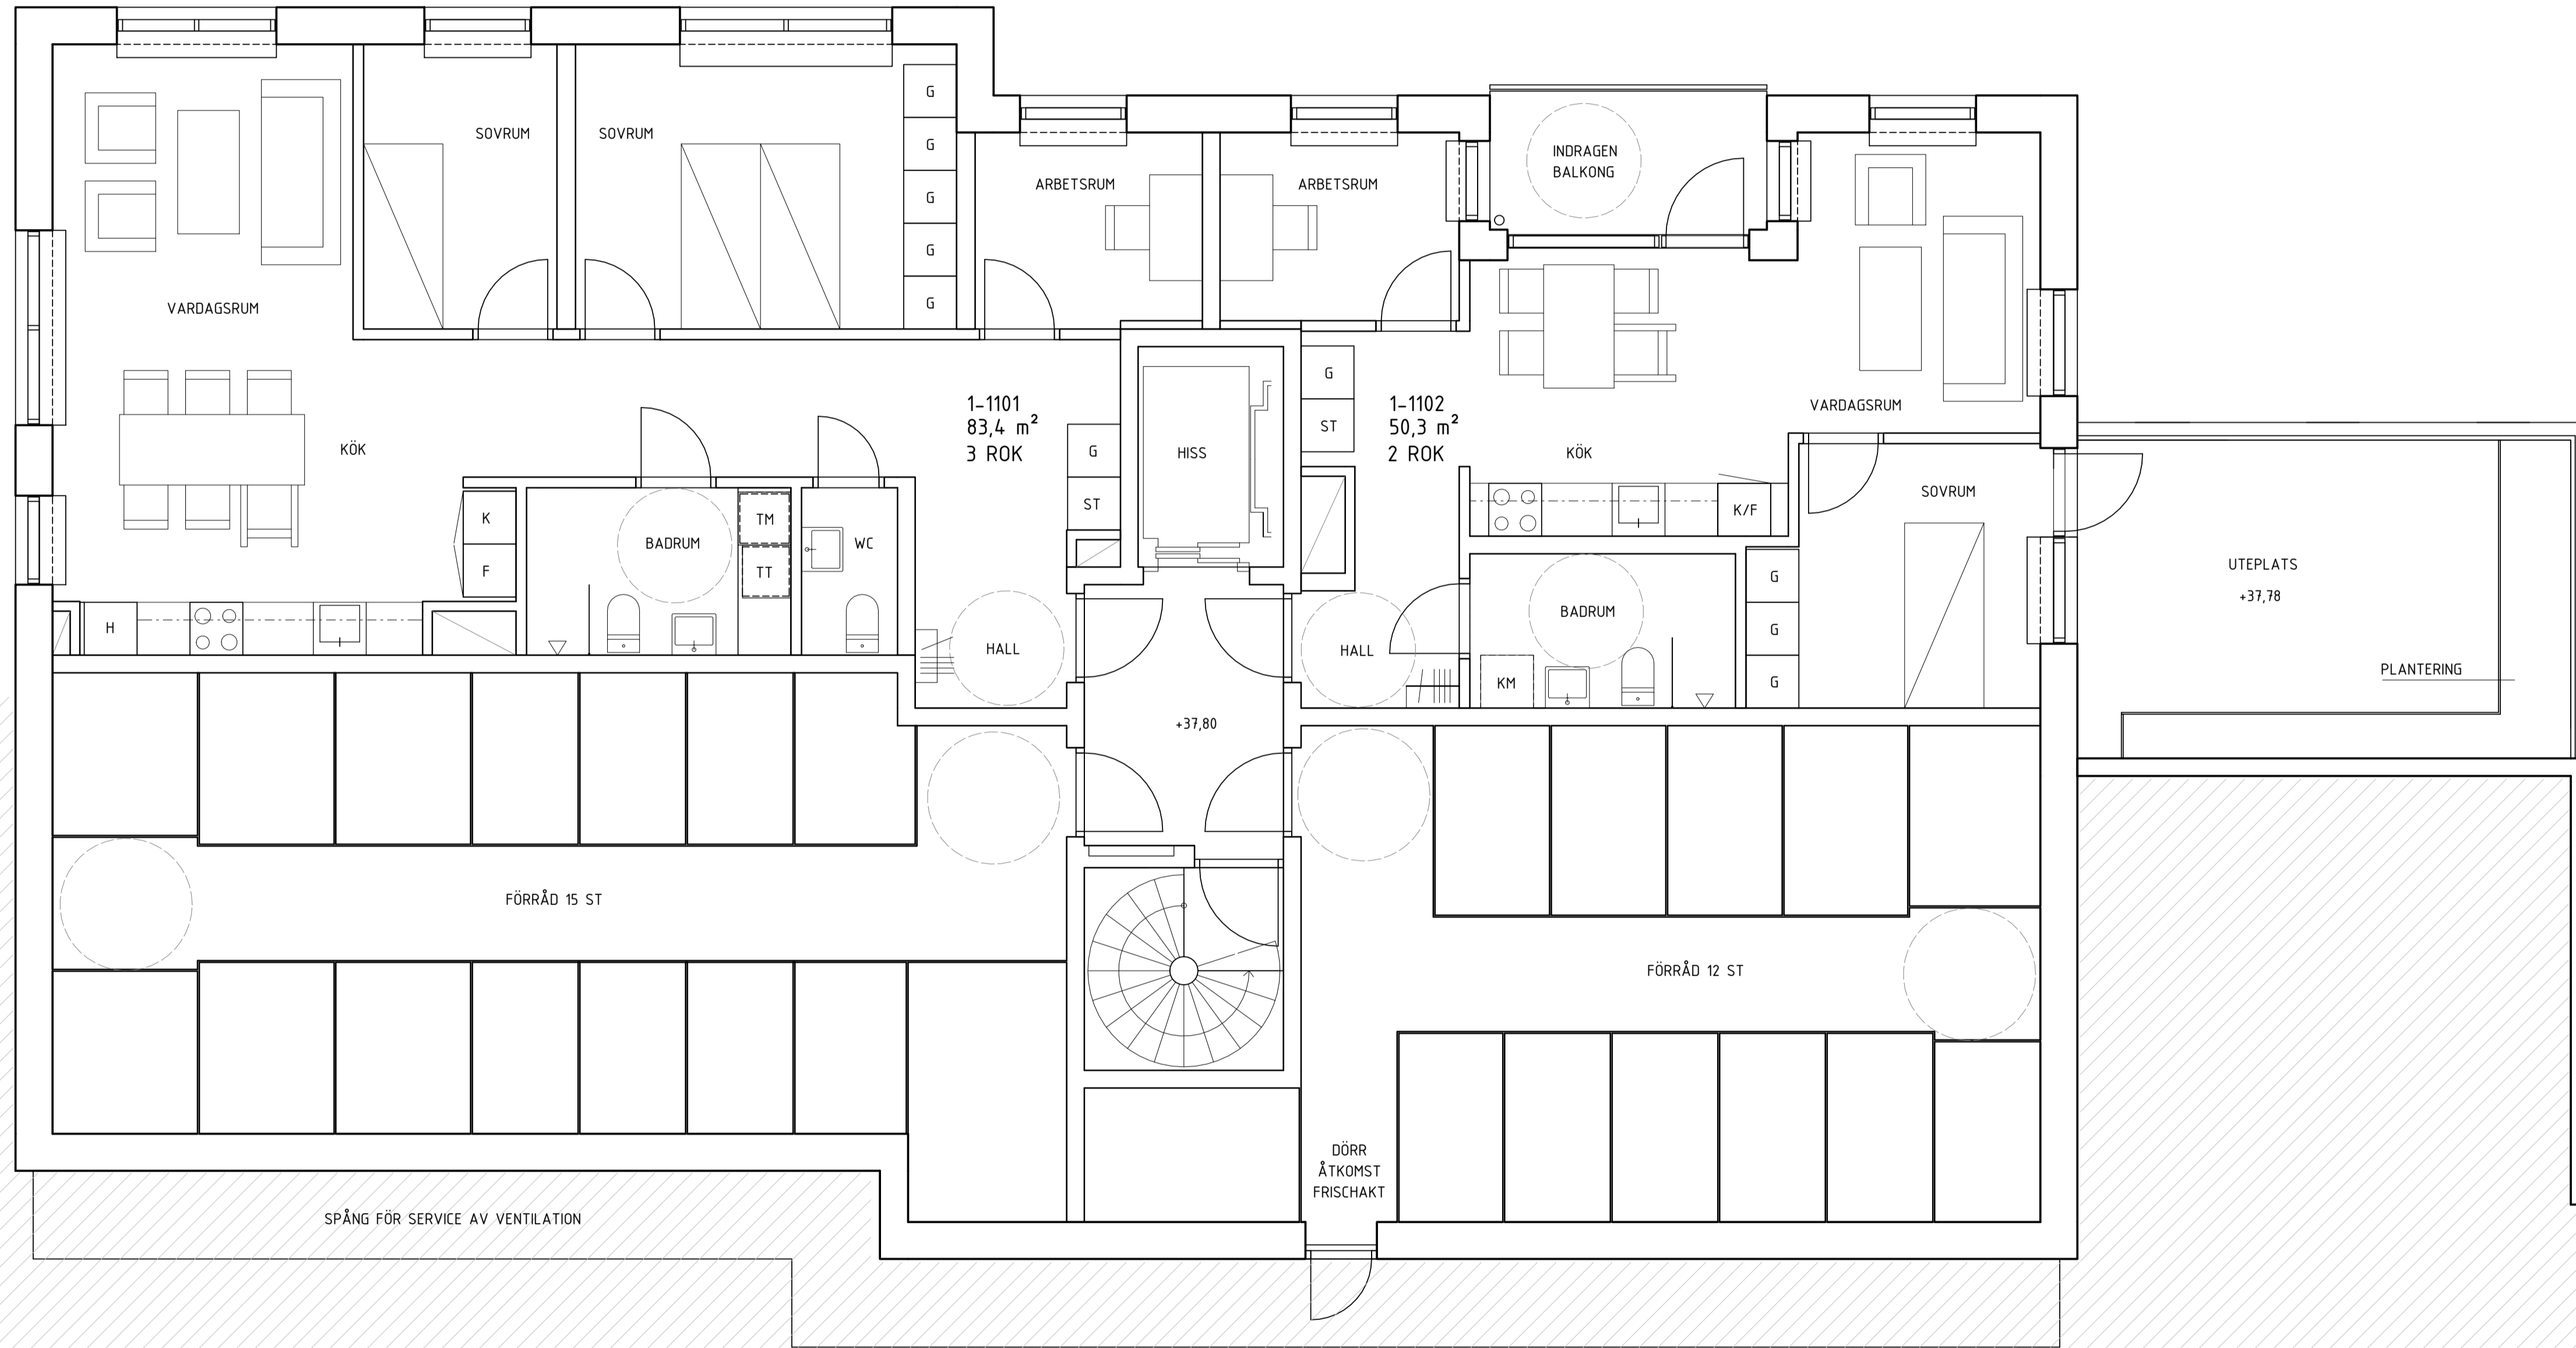 SOVRUM
SOVRUM
G
G
G
G
G
ARBETSRUM
ARBETSRUM
INDRAGEN
BALKONG
VARDAGSRUM
KÖK
1-1101
83,4 m²
3 ROK
G
ST
HISS
G
ST
1-1102
50,3 m²
2 ROK
KÖK
VARDAGSRUM
SOVRUM
K
F
H
BADRUM
TM
TT
WC
HALL
HALL
K/F
BADRUM
KM
G
G
G
UTEPLATS
+37,78
PLANTERING
+37,80
FÖRRÅD 15 ST
FÖRRÅD 12 ST
DÖRR
ÅTKOMST
FRISCHAKT
SPÅNG FÖR SERVICE AV VENTILATION